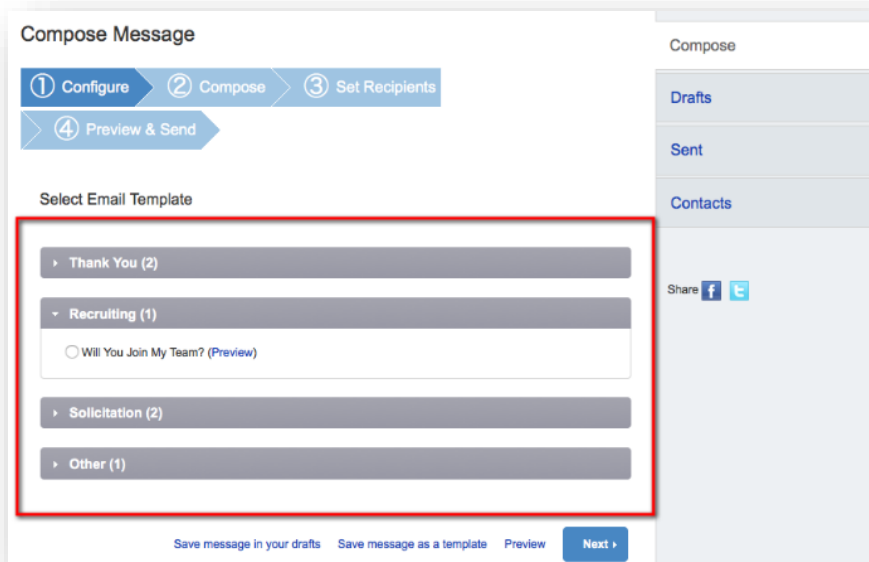 Compose Message
① Configure
② Compose
③ Set Recipients
④ Preview & Send
Select Email Template
Thank You (2)
Recruiting (1)
Will You Join My Team? (Preview)
Solicitation (2)
Other (1)
Save message in your drafts Save message as a template Preview Next
Compose
Drafts
Sent
Contacts
Share